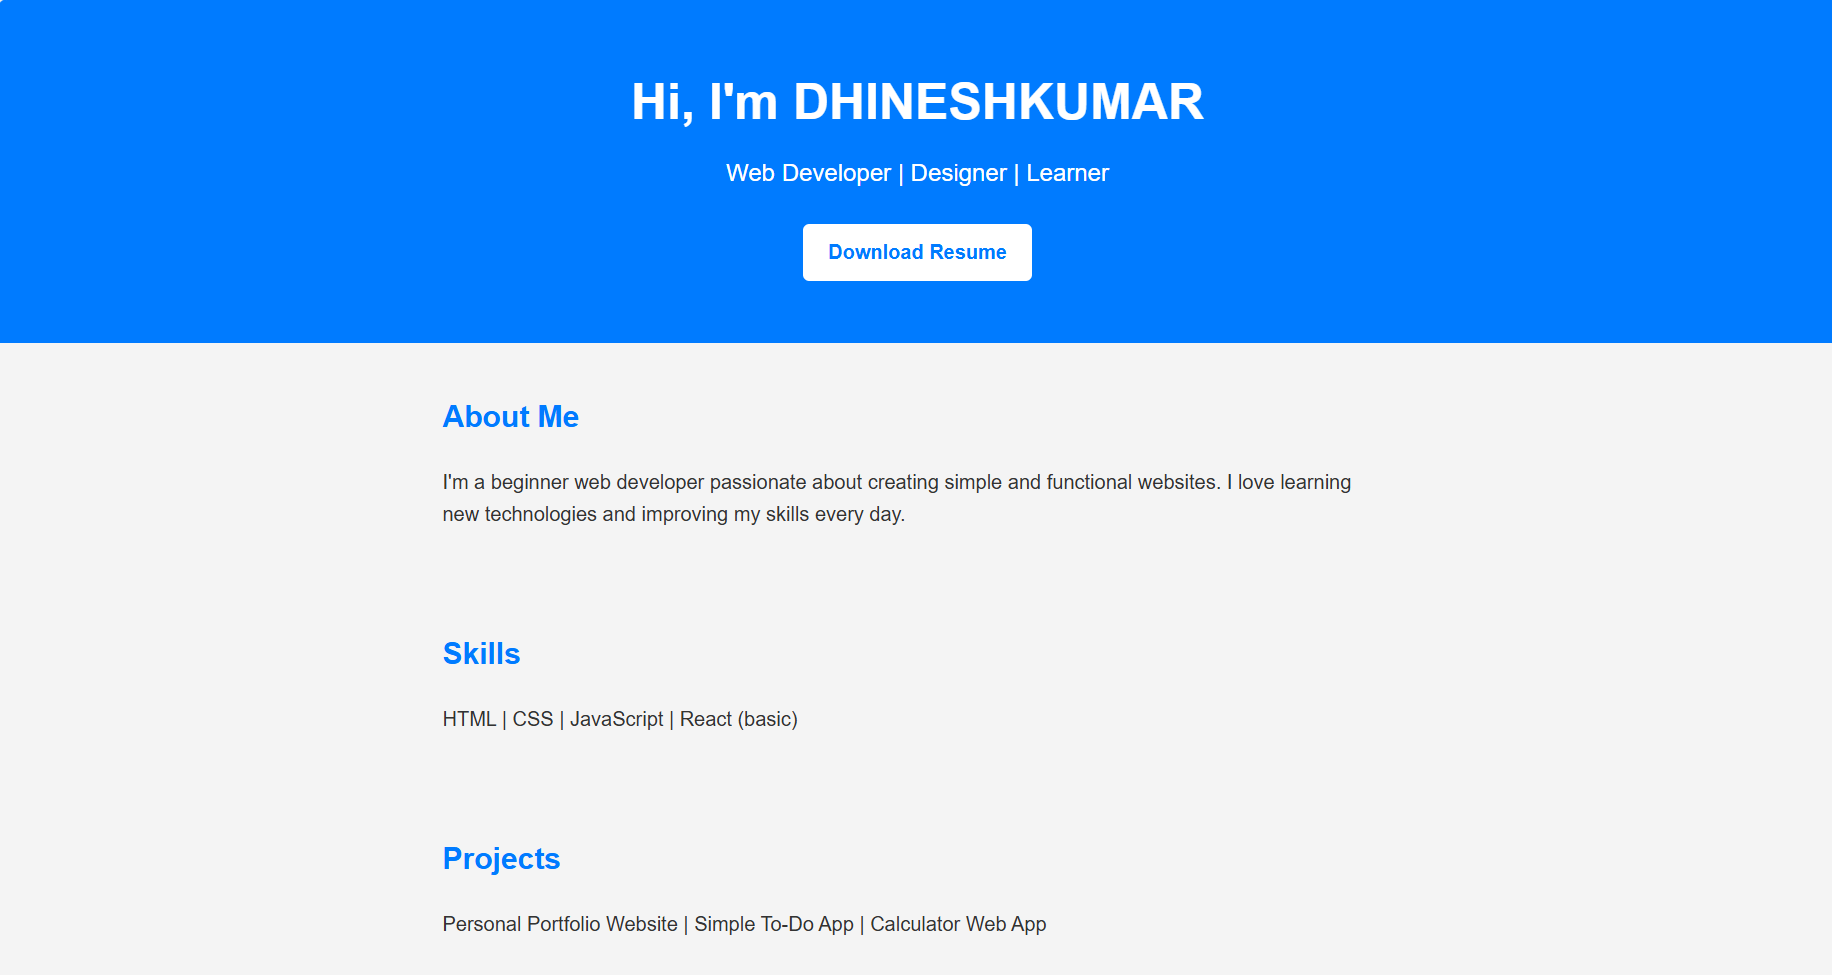 Hi, I'm DHINESHKUMAR
Web Developer | Designer | Learner
Download Resume
About Me
I'm a beginner web developer passionate about creating simple and functional websites. I love learning
new technologies and improving my skills every day.
Skills
HTML | CSS | JavaScript | React (basic)
Projects
Personal Portfolio Website | Simple To-Do App | Calculator Web App